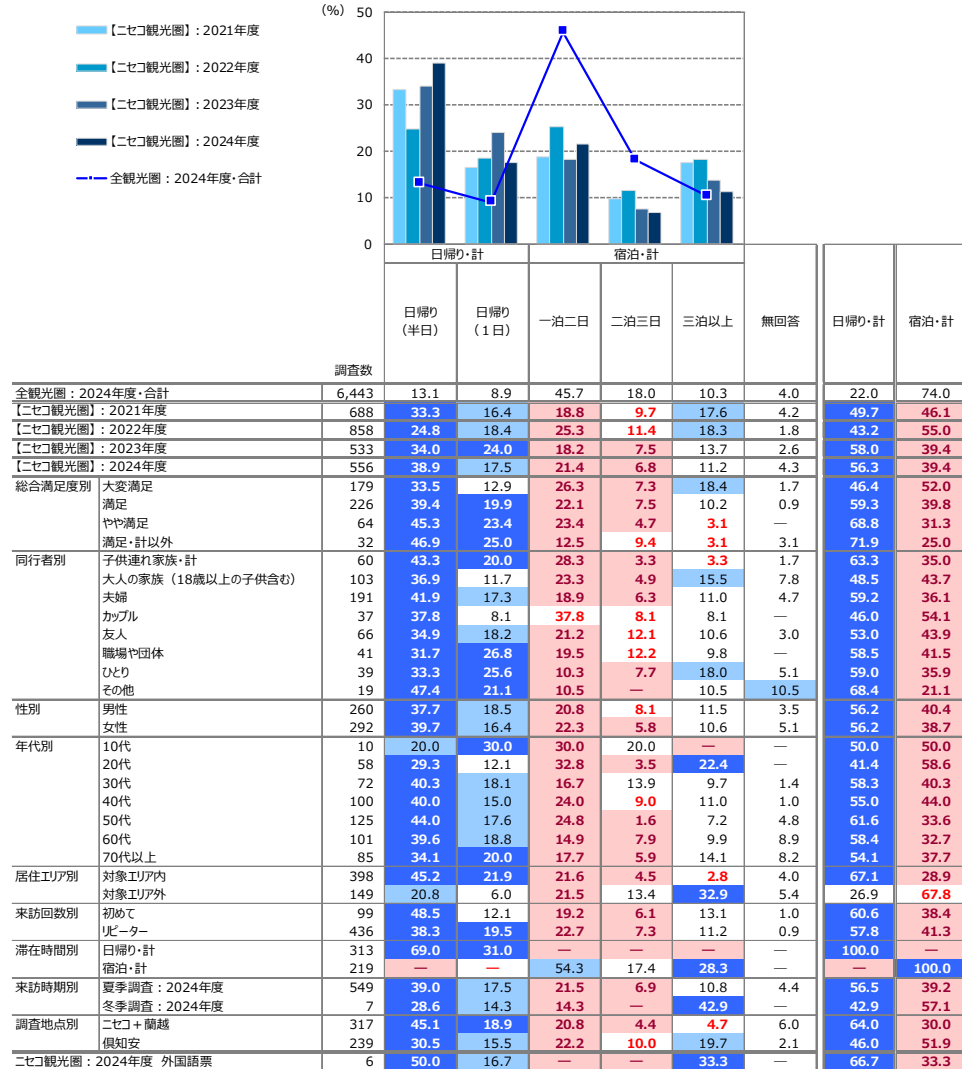 (%)
【ニセコ観光圏】：2021年度
【ニセコ観光圏】：2022年度
【ニセコ観光圏】：2023年度
【ニセコ観光圏】：2024年度
全観光圏：2024年度・合計
50
40
30
20
10
0
日帰り・計 宿泊・計
調査数 日帰り（半日） 日帰り（1日） 一泊二日 二泊三日 三泊以上 無回答 日帰り・計 宿泊・計
全観光圏：2024年度・合計 6,443 13.1 8.9 45.7 18.0 10.3 4.0 22.0 74.0
【ニセコ観光圏】：2021年度 688 33.3 16.4 18.8 9.7 17.6 4.2 49.7 46.1
【ニセコ観光圏】：2022年度 858 24.8 18.4 25.3 11.4 18.3 1.8 43.2 55.0
【ニセコ観光圏】：2023年度 533 34.0 24.0 18.2 7.5 13.7 2.6 58.0 39.4
【ニセコ観光圏】：2024年度 556 38.9 17.5 21.4 6.8 11.2 4.3 56.3 39.4
総合満足度別 大変満足 179 33.5 12.9 26.3 7.3 18.4 1.7 46.4 52.0
満足 226 39.4 19.9 22.1 7.5 10.2 0.9 59.3 39.8
やや満足 64 45.3 23.4 23.4 4.7 3.1 — 68.8 31.3
満足・計以外 32 46.9 25.0 12.5 9.4 3.1 3.1 71.9 25.0
同行者別 子供連れ家族・計 60 43.3 20.0 28.3 3.3 3.3 1.7 63.3 35.0
大人の家族（18歳以上の子供含む） 103 36.9 11.7 23.3 4.9 15.5 7.8 48.5 43.7
夫婦 191 41.9 17.3 18.9 6.3 11.0 4.7 59.2 36.1
カップル 37 37.8 8.1 37.8 8.1 8.1 — 46.0 54.1
友人 66 34.9 18.2 21.2 12.1 10.6 3.0 53.0 43.9
職場や団体 41 31.7 26.8 19.5 12.2 9.8 — 58.5 41.5
ひとり 39 33.3 25.6 10.3 7.7 18.0 5.1 59.0 35.9
その他 19 47.4 21.1 10.5 — 10.5 10.5 68.4 21.1
性別 男性 260 37.7 18.5 20.8 8.1 11.5 3.5 56.2 40.4
女性 292 39.7 16.4 22.3 5.8 10.6 5.1 56.2 38.7
年代別 10代 10 20.0 30.0 30.0 20.0 — — 50.0 50.0
20代 58 29.3 12.1 32.8 3.5 22.4 — 41.4 58.6
30代 72 40.3 18.1 16.7 13.9 9.7 1.4 58.3 40.3
40代 100 40.0 15.0 24.0 9.0 11.0 1.0 55.0 44.0
50代 125 44.0 17.6 24.8 1.6 7.2 4.8 61.6 33.6
60代 101 39.6 18.8 14.9 7.9 9.9 8.9 58.4 32.7
70代以上 85 34.1 20.0 17.7 5.9 14.1 8.2 54.1 37.7
居住エリア別 対象エリア内 398 45.2 21.9 21.6 4.5 2.8 4.0 67.1 28.9
対象エリア外 149 20.8 6.0 21.5 13.4 32.9 5.4 26.9 67.8
来訪回数別 初めて 99 48.5 12.1 19.2 6.1 13.1 1.0 60.6 38.4
リピーター 436 38.3 19.5 22.7 7.3 11.2 0.9 57.8 41.3
滞在時間別 日帰り・計 313 69.0 31.0 — — — — 100.0 —
宿泊・計 219 — — 54.3 17.4 28.3 — — 100.0
来訪時期別 夏季調査：2024年度 549 39.0 17.5 21.5 6.9 10.8 4.4 56.5 39.2
冬季調査：2024年度 7 28.6 14.3 14.3 — 42.9 — 42.9 57.1
調査地点別 ニセコ＋蘭越 317 45.1 18.9 20.8 4.4 4.7 6.0 64.0 30.0
倶知安 239 30.5 15.5 22.2 10.0 19.7 2.1 46.0 51.9
ニセコ観光圏：2024年度 外国語票 6 50.0 16.7 — — 33.3 — 66.7 33.3